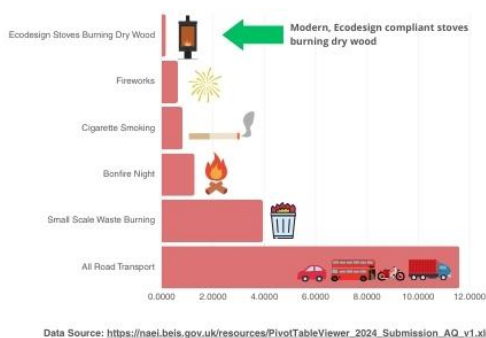 Ecodesign Stoves Burning Dry Wood
Modern, Ecodesign compliant stoves
burning dry wood
Fireworks
Cigarette Smoking
Bonfire Night
Small Scale Waste Burning
All Road Transport
0.0000 2.0000 4.0000 6.0000 8.0000 10.0000 12.0000
Data Source: https://naei.beis.gov.uk/resources/PivotTableViewer_2024_Submission_AQ_v1.xl